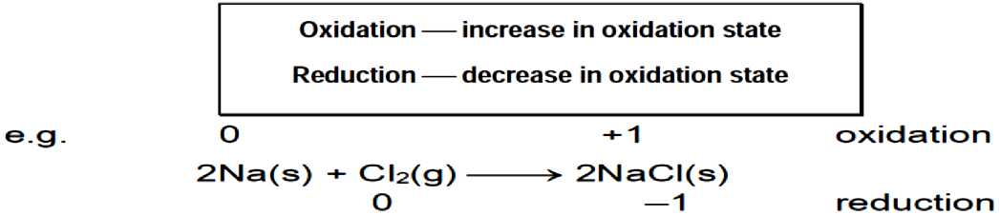 Oxidation — increase in oxidation state
Reduction — decrease in oxidation state
e.g. 0 +1 oxidation
2Na(s) + Cl₂(g) ⟶ 2NaCl(s)
0 –1 reduction